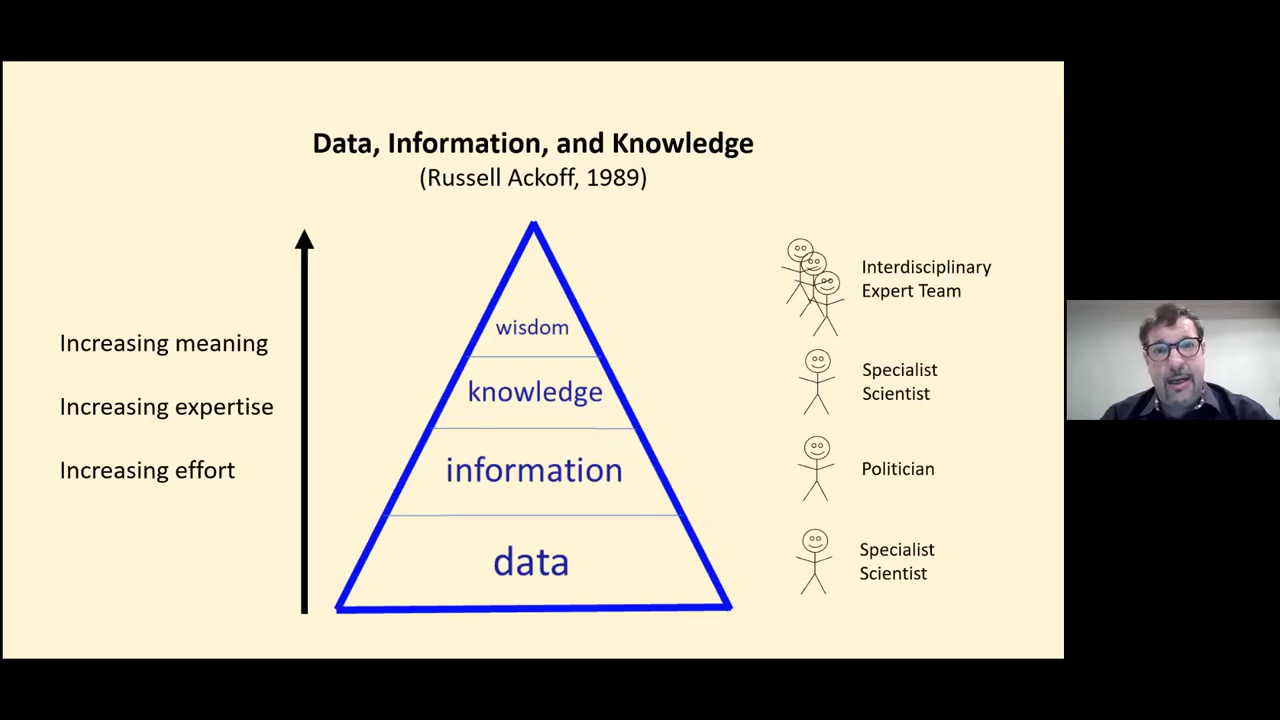 Data, Information, and Knowledge
(Russell Ackoff, 1989)
Increasing meaning
Increasing expertise
Increasing effort
wisdom
knowledge
information
data
Interdisciplinary
Expert Team
Specialist
Scientist
Politician
Specialist
Scientist